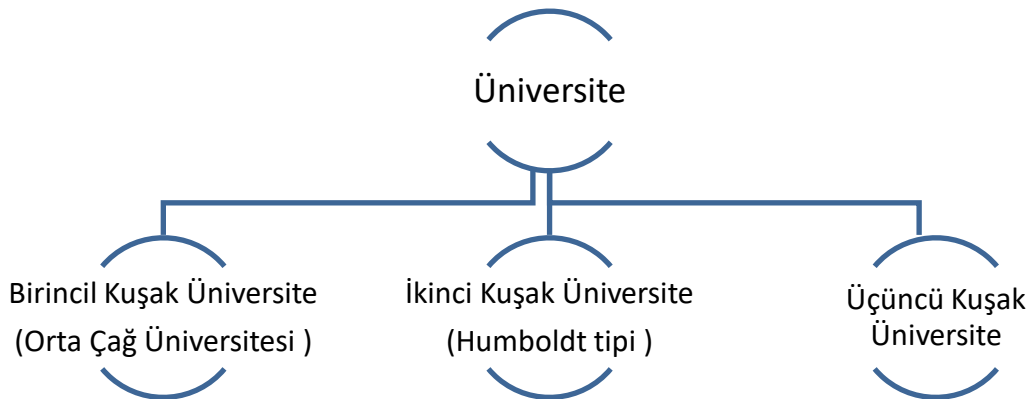 Üniversite
Birincil Kuşak Üniversite
(Orta Çağ Üniversitesi )
İkinci Kuşak Üniversite
(Humboldt tipi )
Üçüncü Kuşak
Üniversite